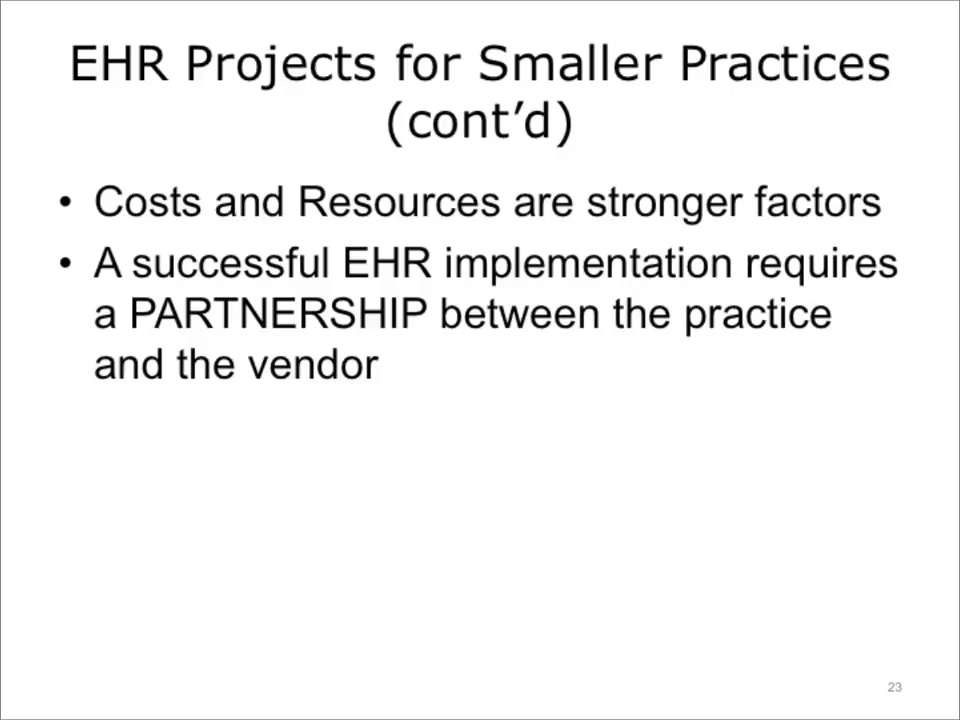 EHR Projects for Smaller Practices
(cont’d)
• Costs and Resources are stronger factors
• A successful EHR implementation requires
a PARTNERSHIP between the practice
and the vendor
23